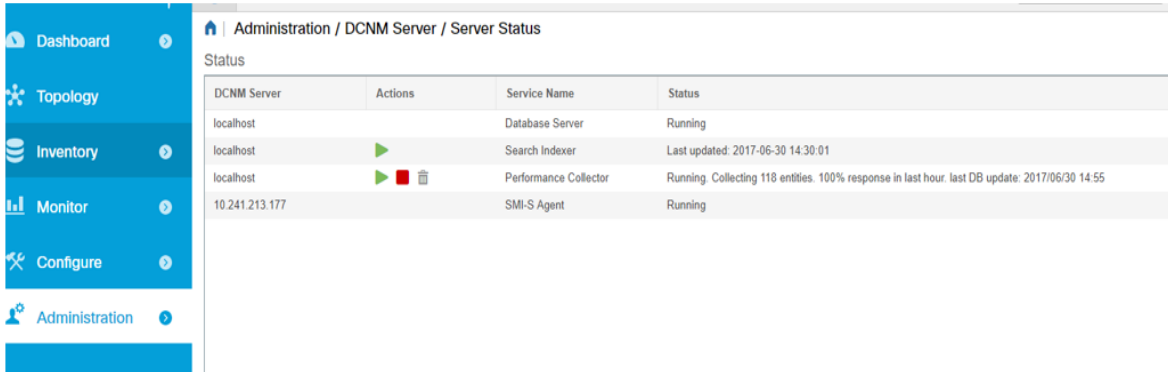 Administration / DCNM Server / Server Status
Dashboard
Status
DCNM Server Actions Service Name Status
Topology
localhost Database Server Running
Inventory
localhost Search Indexer Last updated: 2017-06-30 14:30:01
localhost Performance Collector Running. Collecting 118 entities. 100% response in last hour. last DB update: 2017/06/30 14:55
Monitor
10.241.213.177 SMI-S Agent Running
Configure
Administration